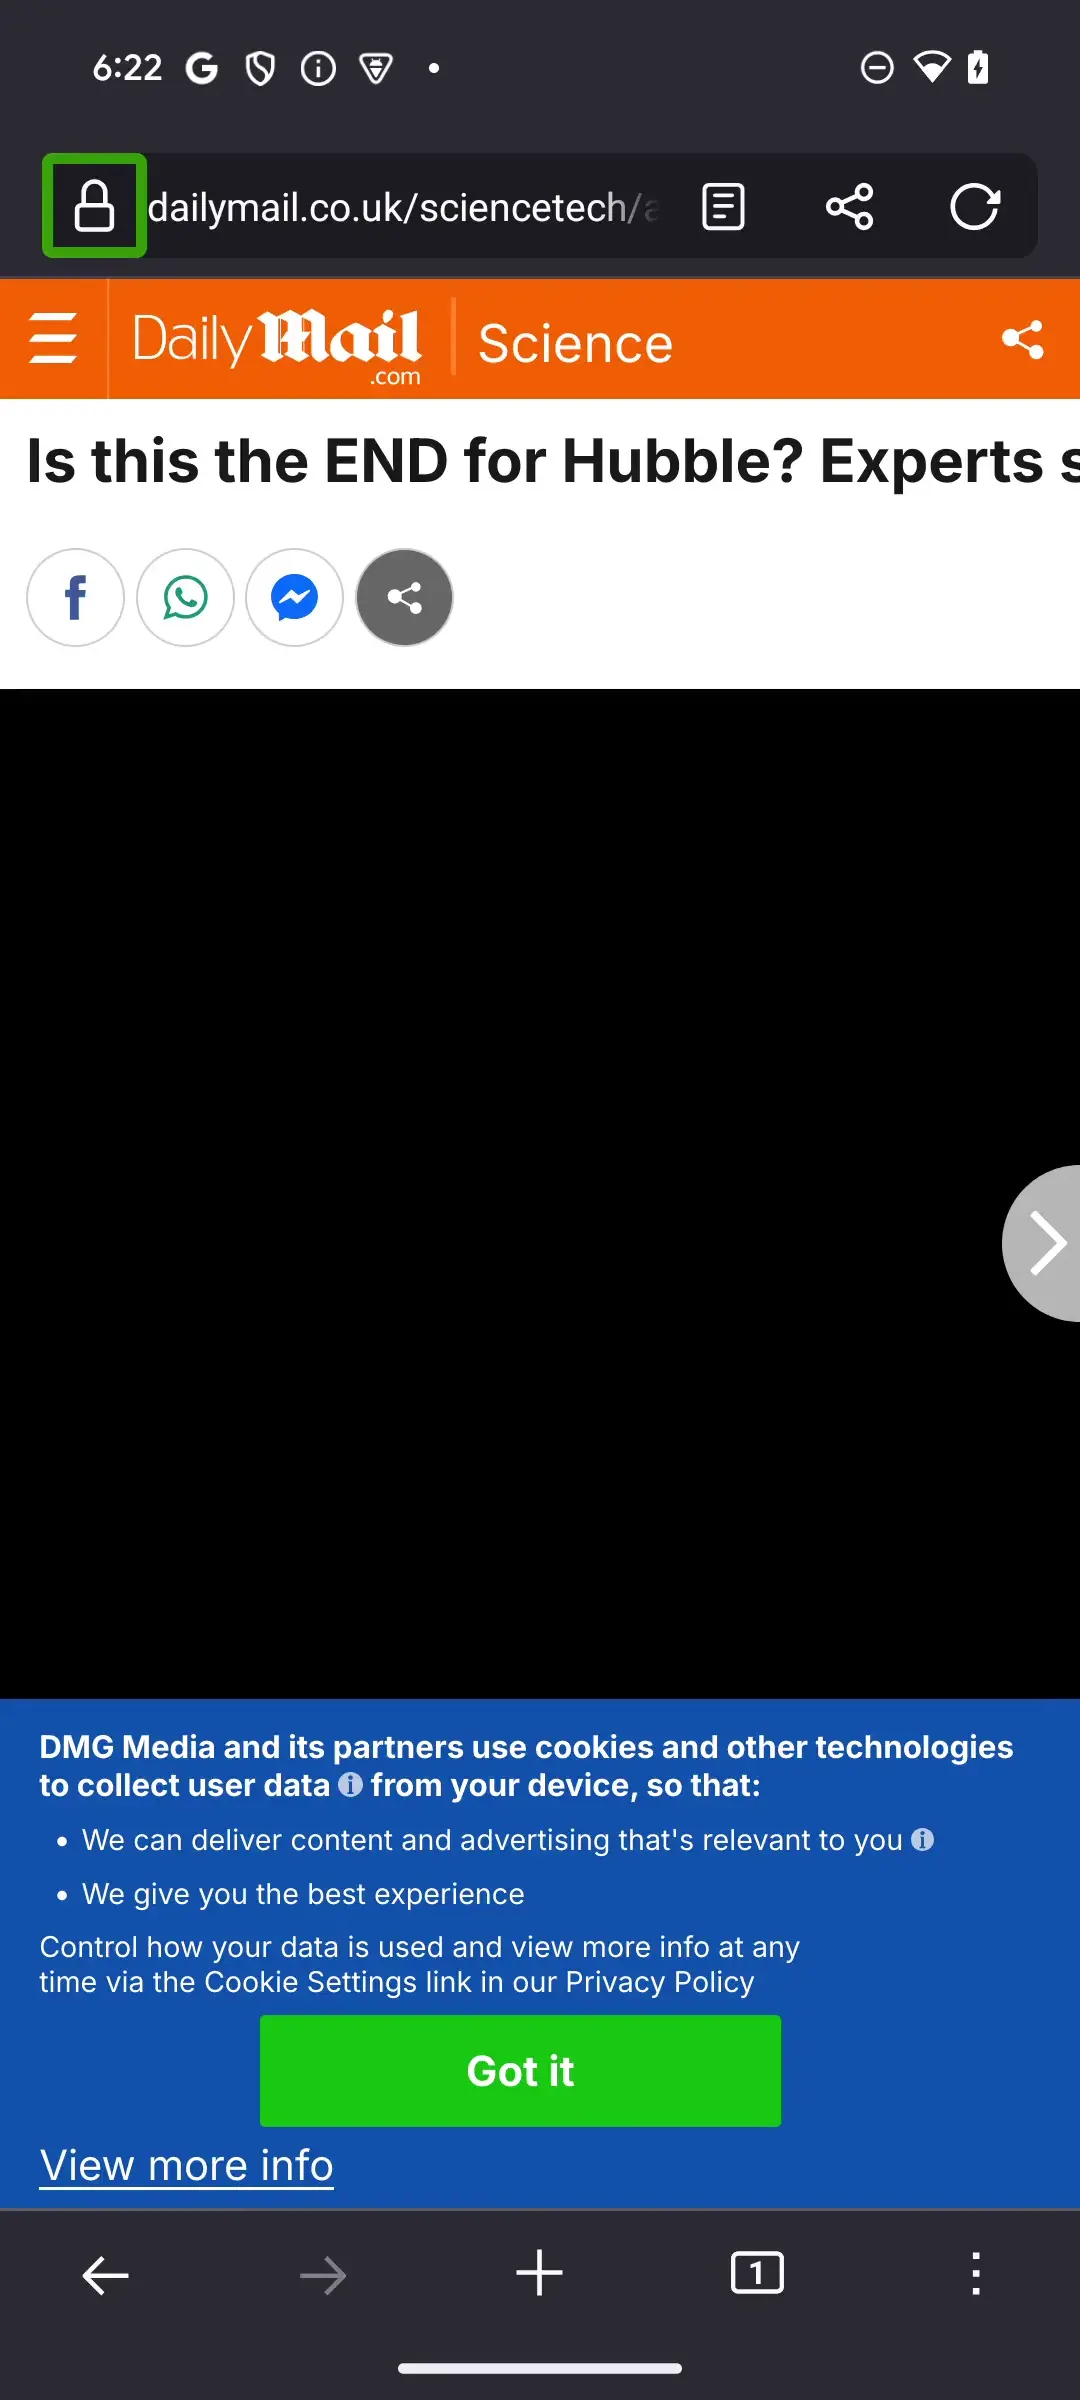 6:22
dailymail.co.uk/sciencetech/
Daily Mail
.com
Science
Is this the END for Hubble? Experts
DMG Media and its partners use cookies and other technologies
to collect user data from your device, so that:
• We can deliver content and advertising that's relevant to you
• We give you the best experience
Control how your data is used and view more info at any
time via the Cookie Settings link in our Privacy Policy
Got it
View more info
1